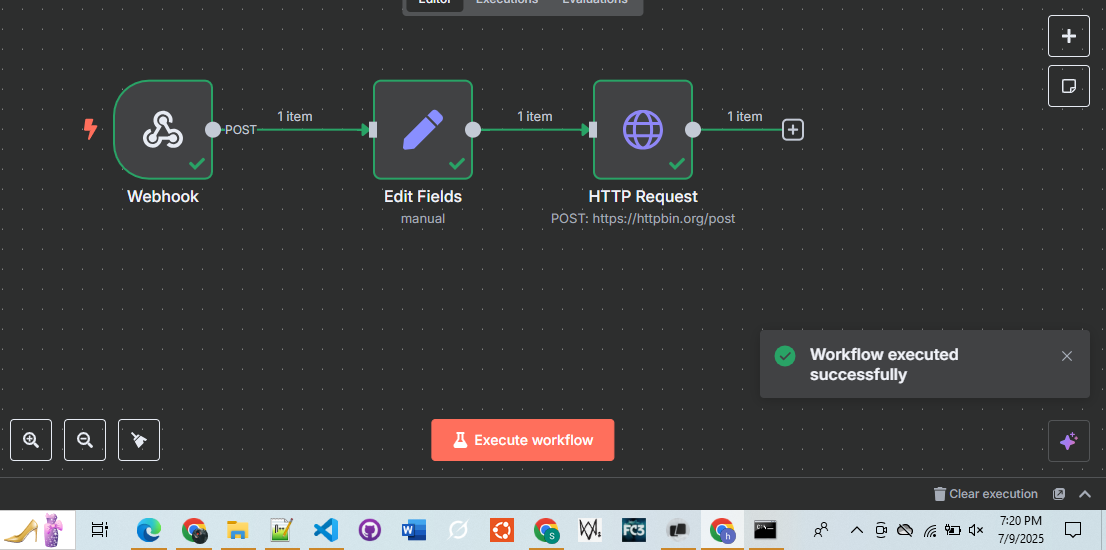 Editor Executions Evaluations
POST
1 item
1 item
1 item
Webhook
Edit Fields
manual
HTTP Request
POST: https://httpbin.org/post
Workflow executed
successfully
Execute workflow
Clear execution
W
S
FC3
h
7:20 PM
7/9/2025